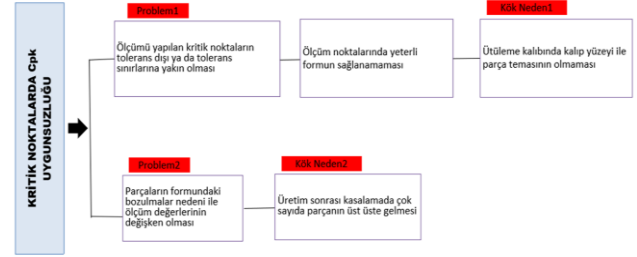 KRİTİK NOKTALARDA Cpk
UYGUNSUZLUĞU
Problem1
Ölçümü yapılan kritik noktaların
tolerans dışı ya da tolerans
sınırlarına yakın olması
Ölçüm noktalarında yeterli
formun sağlanamaması
Kök Neden1
Ütüleme kalıbında kalıp yüzeyi ile
parça temasının olmaması
Problem2
Parçaların formundaki
bozulmalar nedeni ile
ölçüm değerlerinin
değişken olması
Kök Neden2
Üretim sonrası kasalamada çok
sayıda parçanın üst üste gelmesi